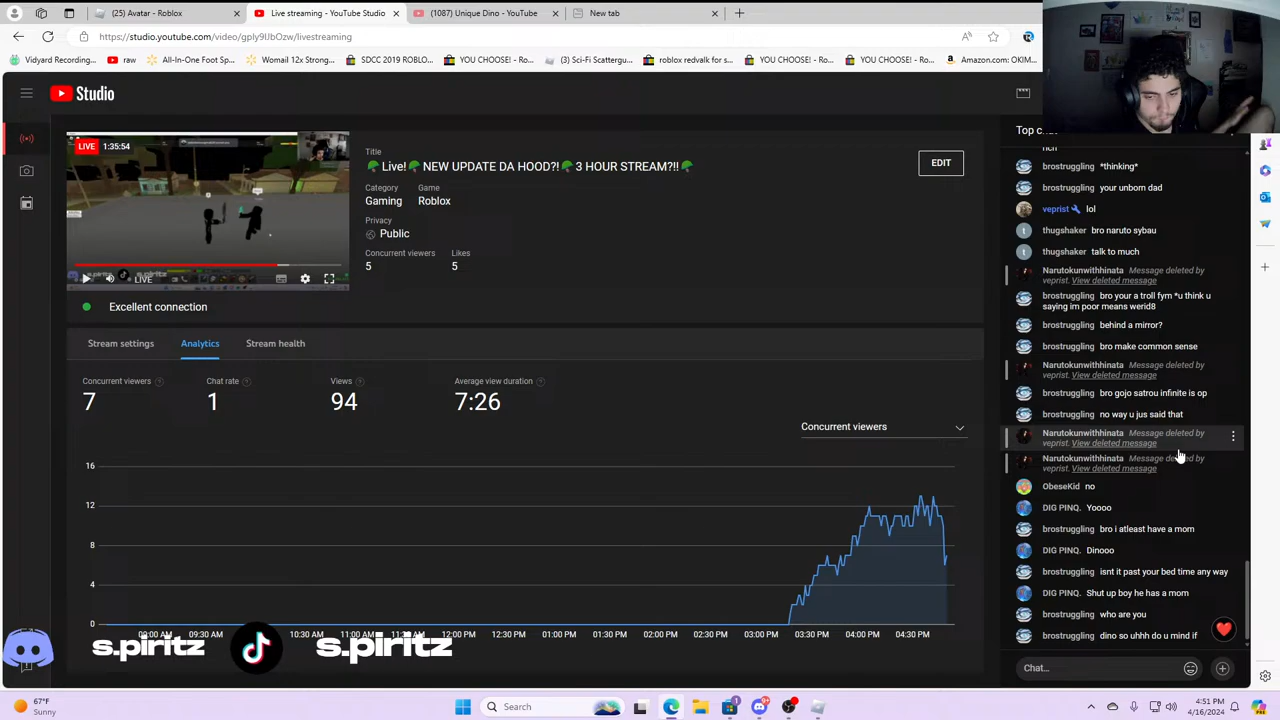 (25) Avatar - Roblox
Live streaming - YouTube Studio
(1087) Unique Dino - YouTube
New tab
https://studio.youtube.com/video/gply9IJbOzw/livestreaming
Vidyard Recording...
raw
All-In-One Foot Sp...
Womail 12x Strong...
SDCC 2019 ROBLO...
YOU CHOOSE! - Ro...
(3) Sci-Fi Scattergu...
roblox redvalk for s...
YOU CHOOSE! - Ro...
YOU CHOOSE! - Ro...
Amazon.com: OKIM...
Studio
LIVE 1:35:54
LIVE
Title
Live! NEW UPDATE DA HOOD?! 3 HOUR STREAM?!!
EDIT
Category Game
Gaming Roblox
Privacy
Public
Concurrent viewers Likes
5 5
Excellent connection
Stream settings Analytics Stream health
Concurrent viewers Chat rate Views Average view duration
7 1 94 7:26
Concurrent viewers
16
12
8
4
0
09:00 AM 09:30 AM 10:30 AM 11:00 AM 11:30 AM 12:00 PM 12:30 PM 01:00 PM 01:30 PM 02:00 PM 02:30 PM 03:00 PM 03:30 PM 04:00 PM 04:30 PM
s.piritz s.piritz
Top chat
rich
brostruggling *thinking*
brostruggling your unborn dad
veprist lol
thugshaker bro naruto sybau
thugshaker talk to much
Narutokunwithhinata Message deleted by
veprist. View deleted message
brostruggling bro your a troll fym *u think u
saying im poor means werid8
brostruggling behind a mirror?
brostruggling bro make common sense
Narutokunwithhinata Message deleted by
veprist. View deleted message
brostruggling bro gojo satrou infinite is op
brostruggling no way u jus said that
Narutokunwithhinata Message deleted by
veprist. View deleted message
Narutokunwithhinata Message deleted by
veprist. View deleted message
ObeseKid no
DIG PINQ. Yoooo
brostruggling bro i atleast have a mom
DIG PINQ. Dinooo
brostruggling isnt it past your bed time any way
DIG PINQ. Shut up boy he has a mom
brostruggling who are you
brostruggling dino so uhhh do u mind if
Chat...
67°F
Sunny
Search
4:51 PM
4/16/2024